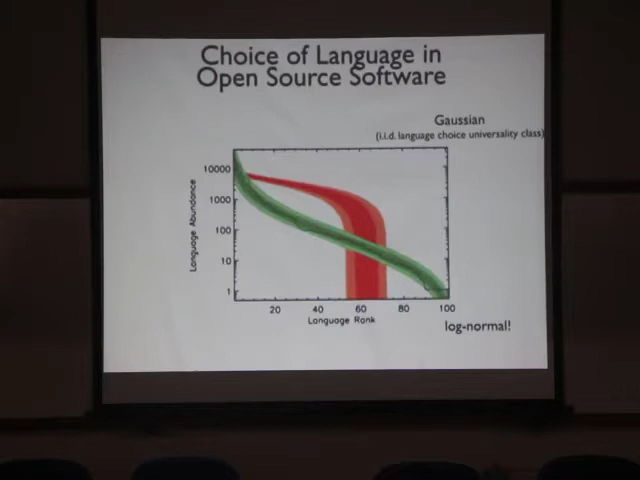 Choice of Language in
Open Source Software
Gaussian
(i.i.d. language choice universality class)
Language Abundance
10000
1000
100
10
1
20 40 60 80 100
Language Rank
log-normal!